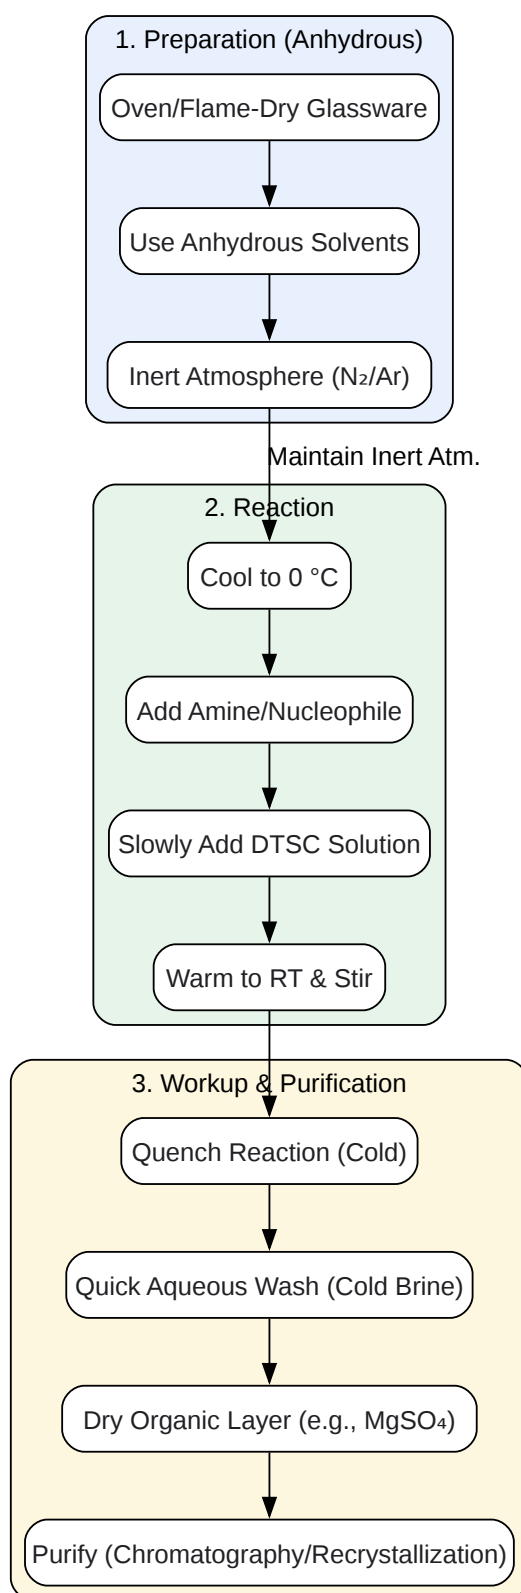 1. Preparation (Anhydrous)
Oven/Flame-Dry Glassware
Use Anhydrous Solvents
Inert Atmosphere (N₂/Ar)
Maintain Inert Atm.
2. Reaction
Cool to 0 °C
Add Amine/Nucleophile
Slowly Add DTSC Solution
Warm to RT & Stir
3. Workup & Purification
Quench Reaction (Cold)
Quick Aqueous Wash (Cold Brine)
Dry Organic Layer (e.g., MgSO₄)
Purify (Chromatography/Recrystallization)